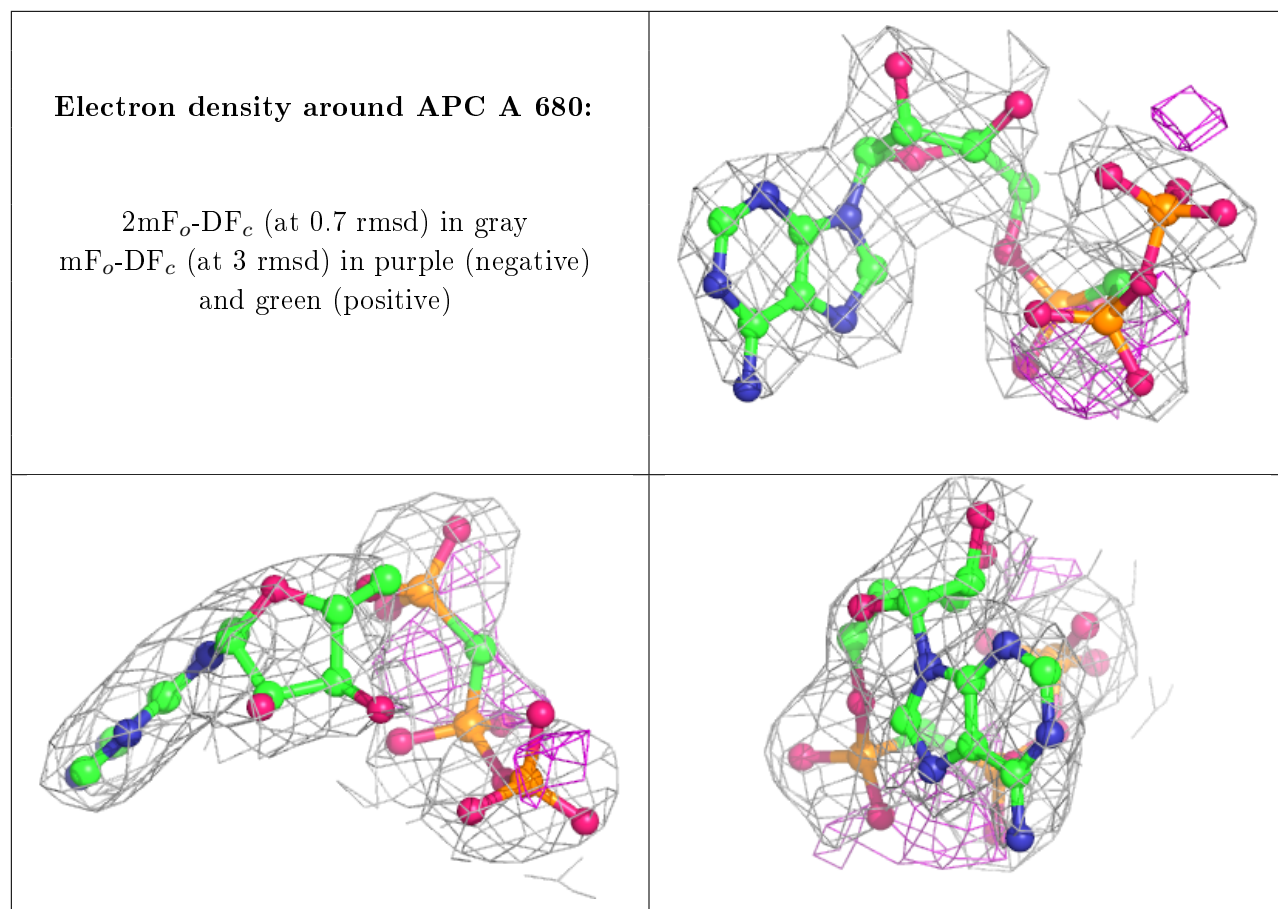 Electron density around APC A 680:
2mFₒ-DF𝒸 (at 0.7 rmsd) in gray
mFₒ-DF𝒸 (at 3 rmsd) in purple (negative)
and green (positive)